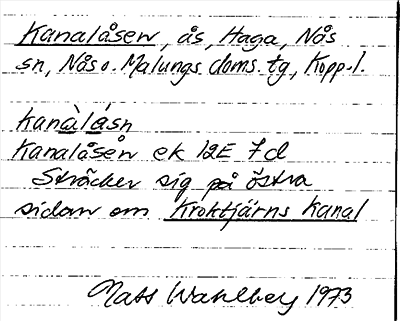 Kanalåsen, ås, Haga, Nås
sn, Nås o. Malungs doms. tg, Kopp. l.
kanàlásn
Kanalåsen ek 12E 7d
Sträcker sig på östra
sidan om Kroktjärns kanal
Mats Wahlberg 1973